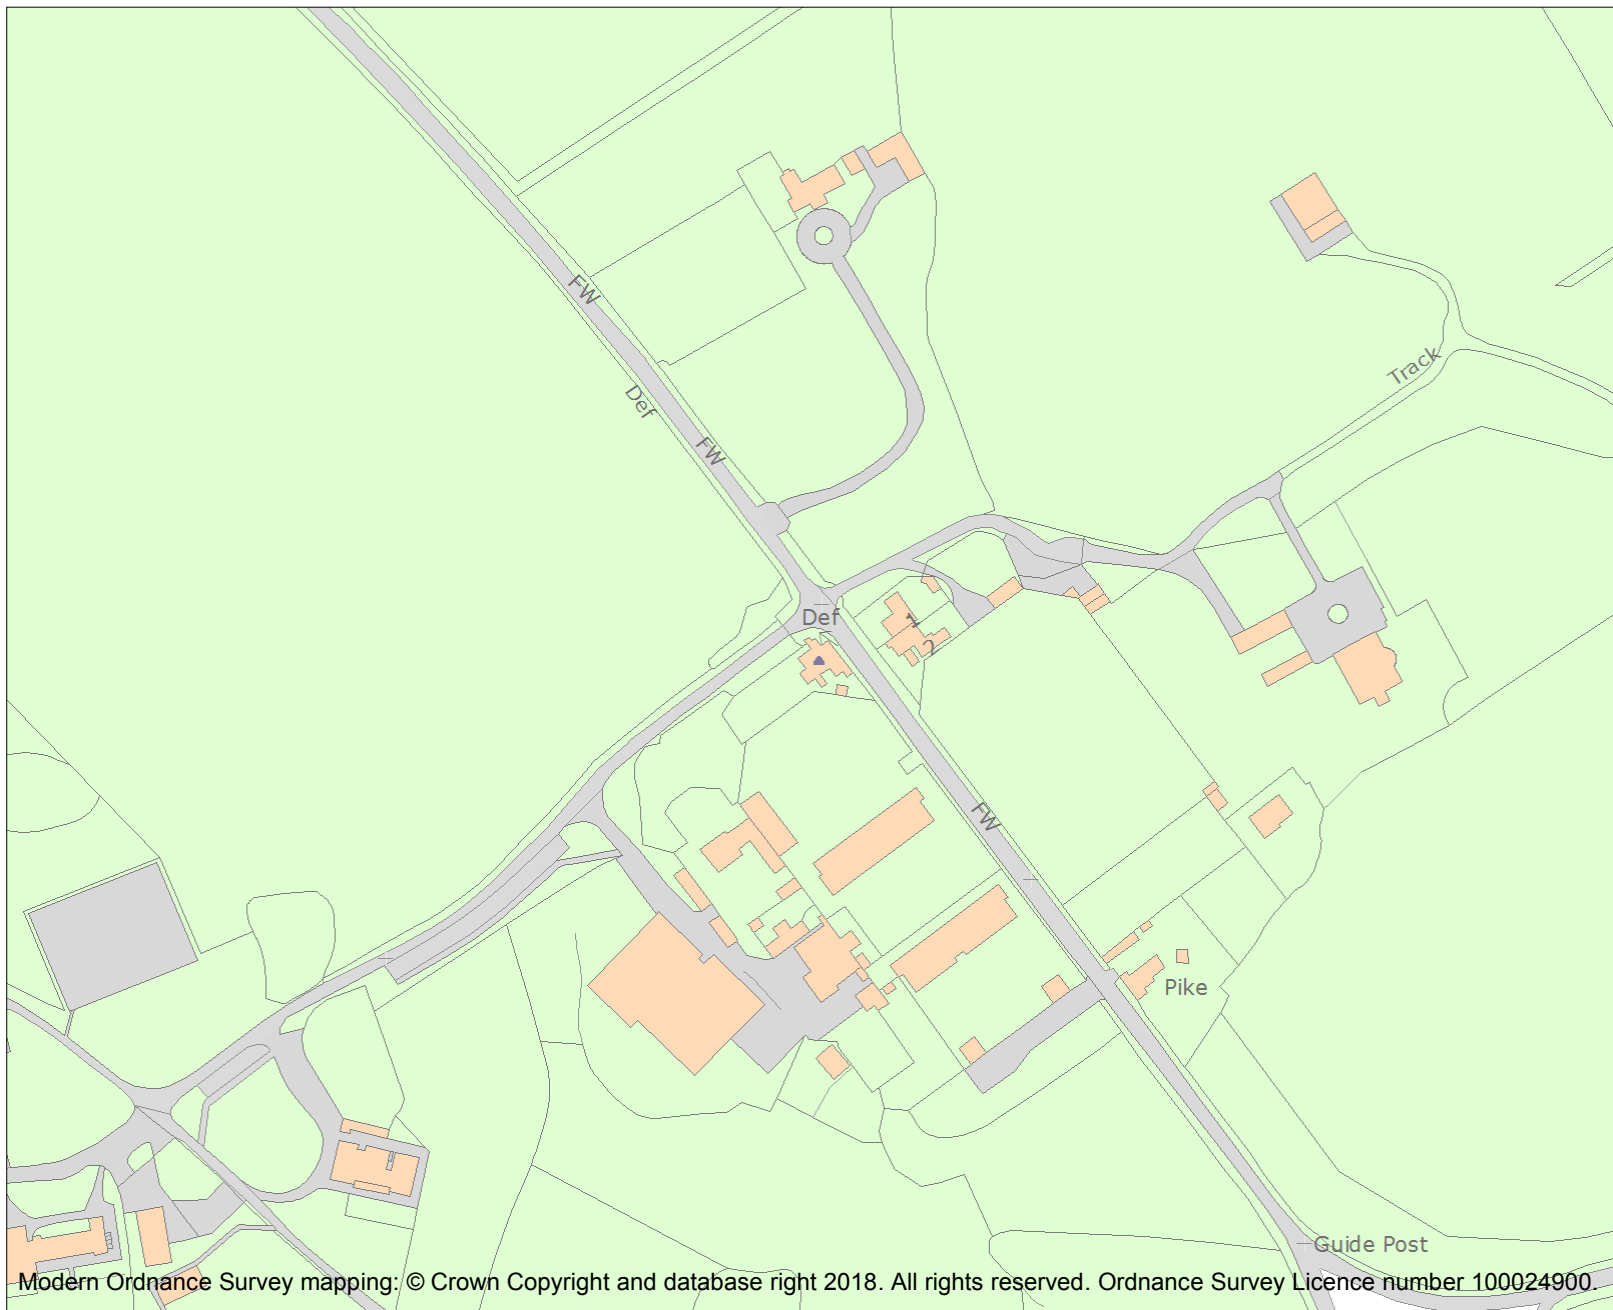 FW
Track
Def
FW
Def
2
FW
Pike
Guide Post
Modern Ordnance Survey mapping: © Crown Copyright and database right 2018. All rights reserved. Ordnance Survey Licence number 100024900.